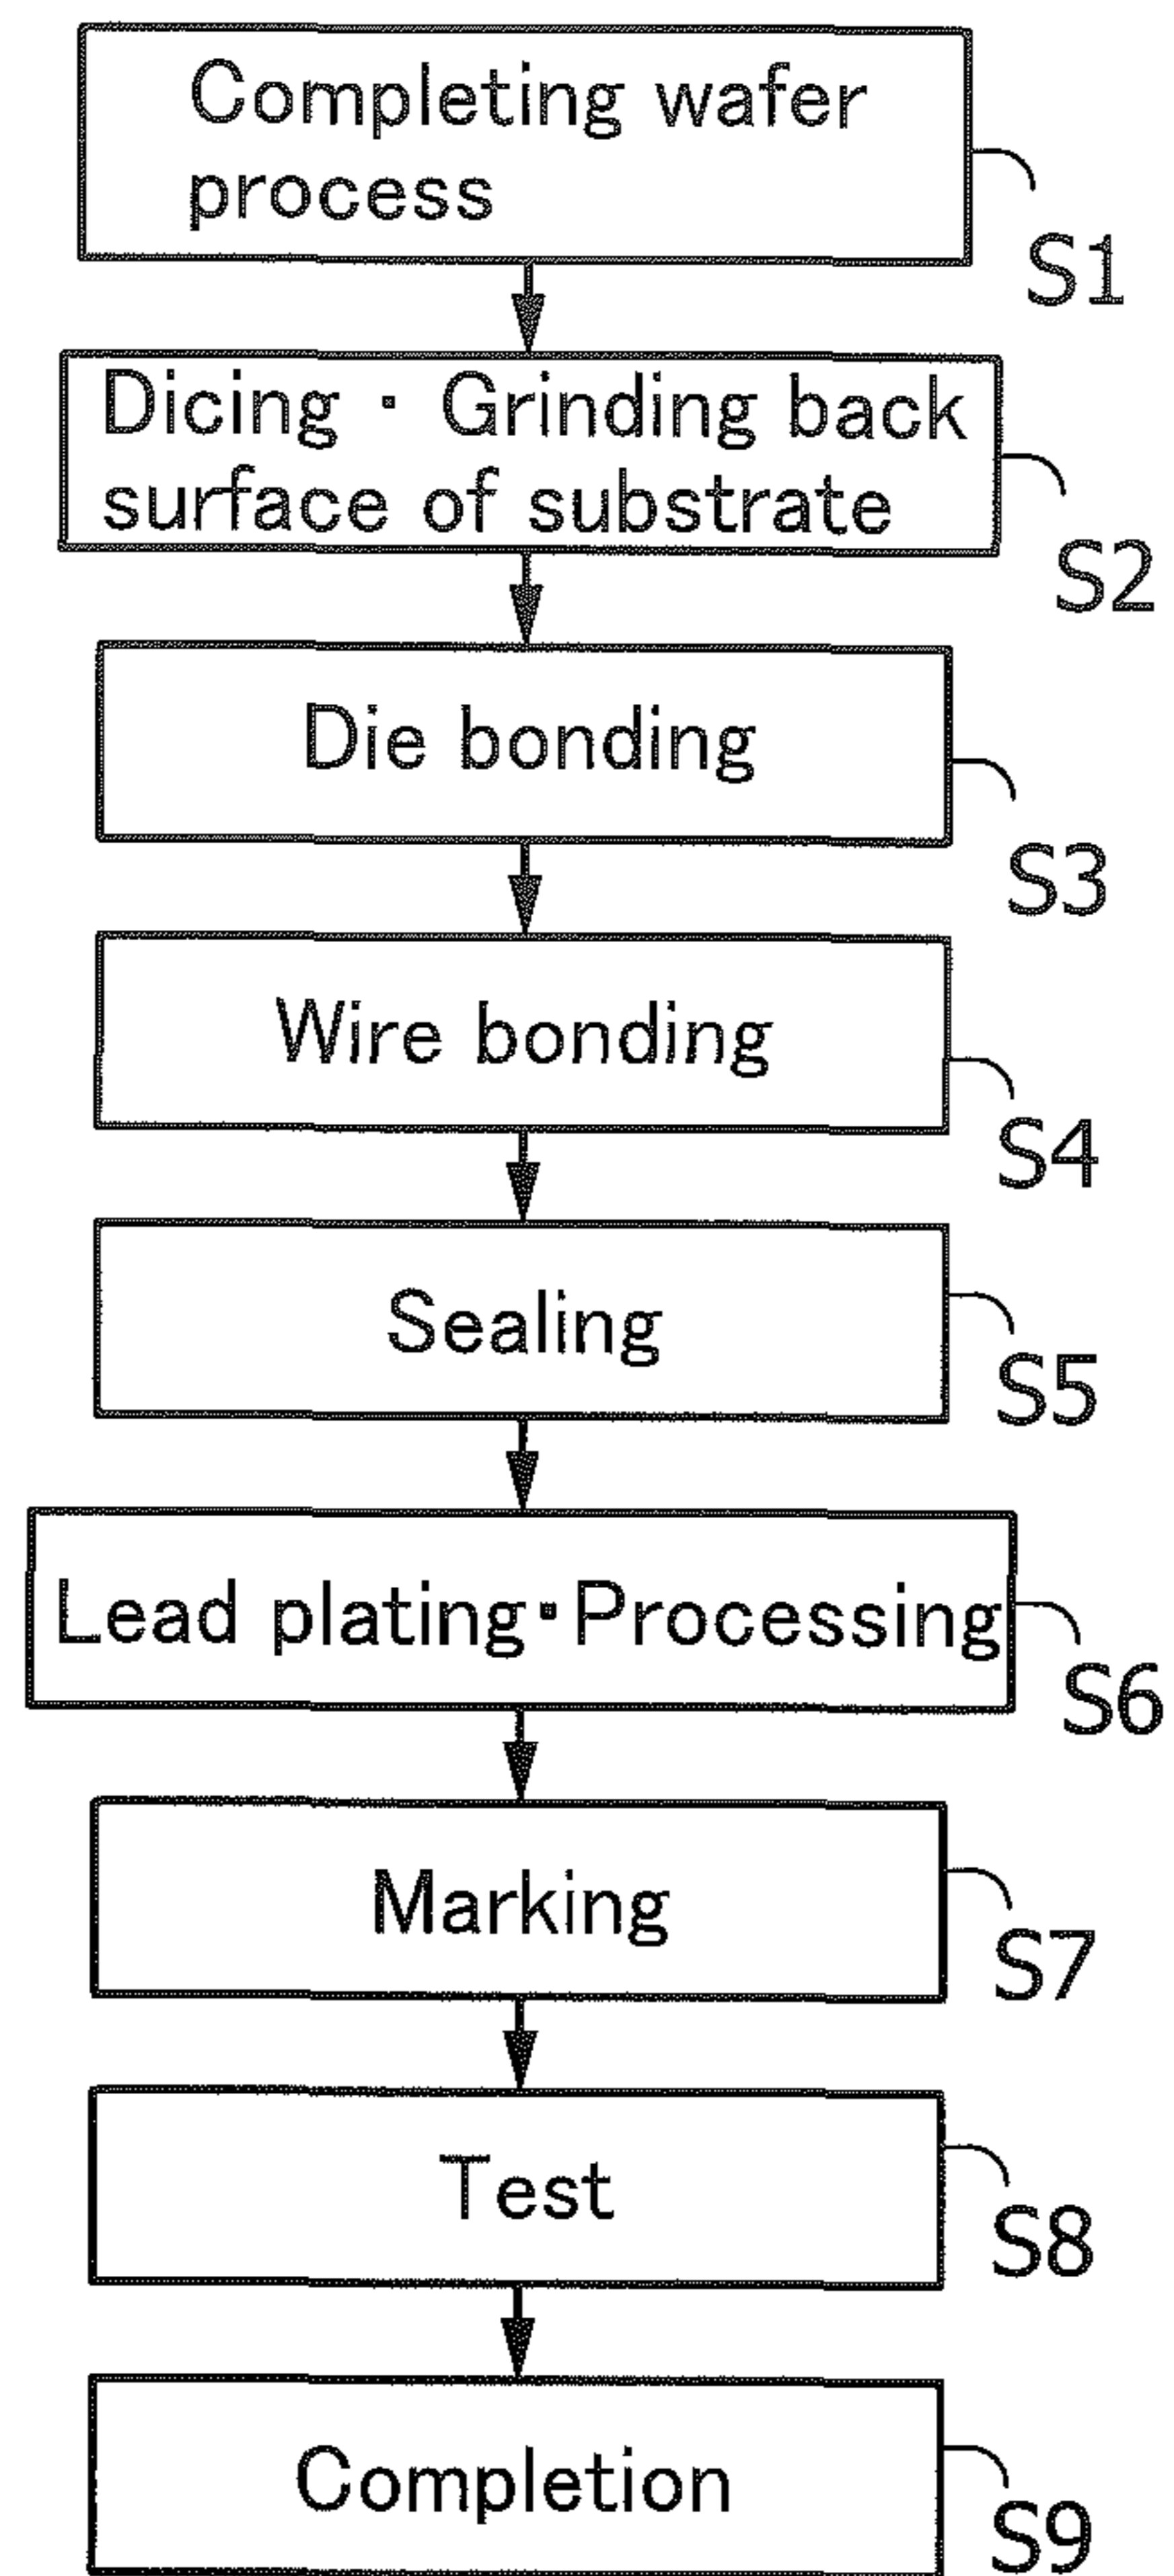 Completing wafer
process
S1
Dicing・Grinding back
surface of substrate
S2
Die bonding
S3
Wire bonding
S4
Sealing
S5
Lead plating・Processing
S6
Marking
S7
Test
S8
Completion
S9